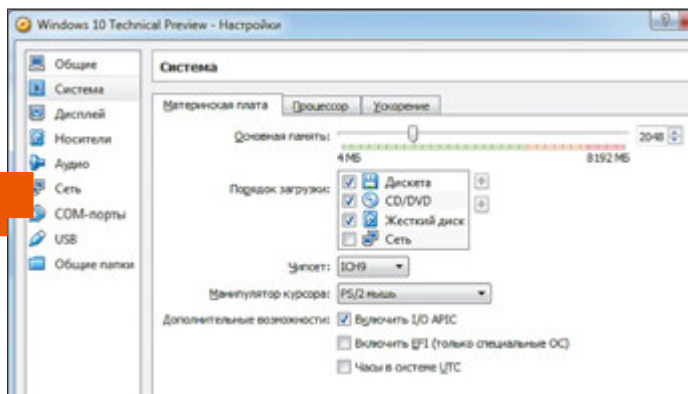 Windows 10 Technical Preview - Настройки
Общие
Система
Дисплей
Носители
Аудио
Сеть
COM-порты
USB
Общие папки
Система
Материнская плата
Процессор
Ускорение
Основная память:
2048
4 МБ
8192 МБ
Порядок загрузки:
Дискета
CD/DVD
Жесткий диск
Сеть
Чипсет:
ICH9
Манипулятор курсора:
PS/2 мышь
Дополнительные возможности:
Включить I/O APIC
Включить EFI (только специальные ОС)
Часы в системе UTC